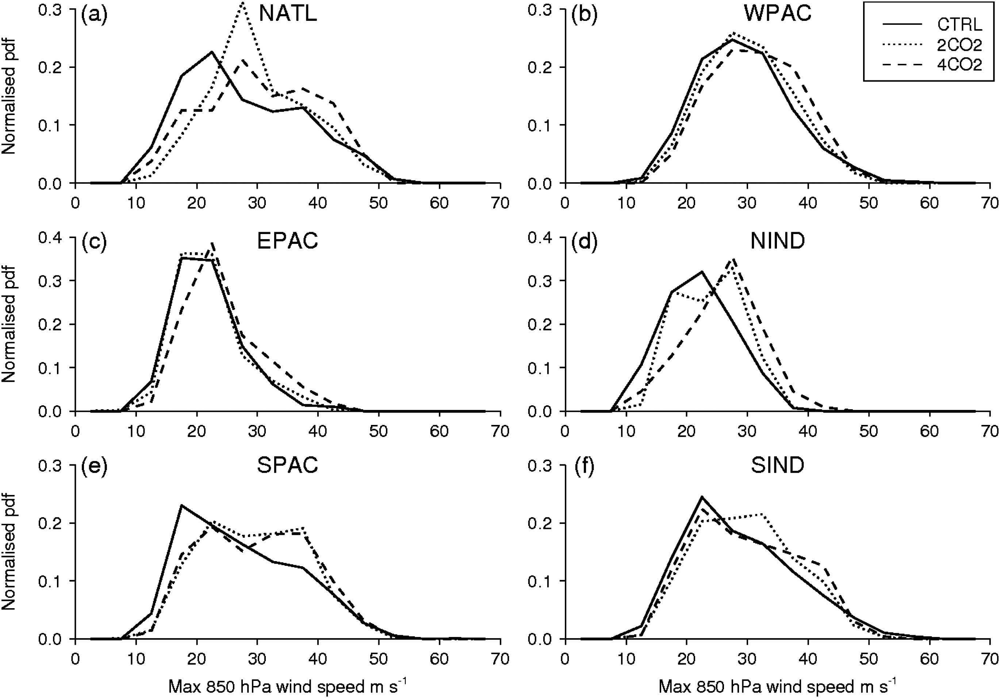 (a) NATL
0.3
0.2
0.1
0.0
Normalised pdf
0 10 20 30 40 50 60 70
(b) WPAC
CTRL
2CO2
4CO2
0.3
0.2
0.1
0.0
0 10 20 30 40 50 60 70
(c) EPAC
0.4
0.3
0.2
0.1
0.0
Normalised pdf
0 10 20 30 40 50 60 70
(d) NIND
0.4
0.3
0.2
0.1
0.0
0 10 20 30 40 50 60 70
(e) SPAC
0.3
0.2
0.1
0.0
Normalised pdf
0 10 20 30 40 50 60 70
Max 850 hPa wind speed m s-1
(f) SIND
0.3
0.2
0.1
0.0
0 10 20 30 40 50 60 70
Max 850 hPa wind speed m s-1